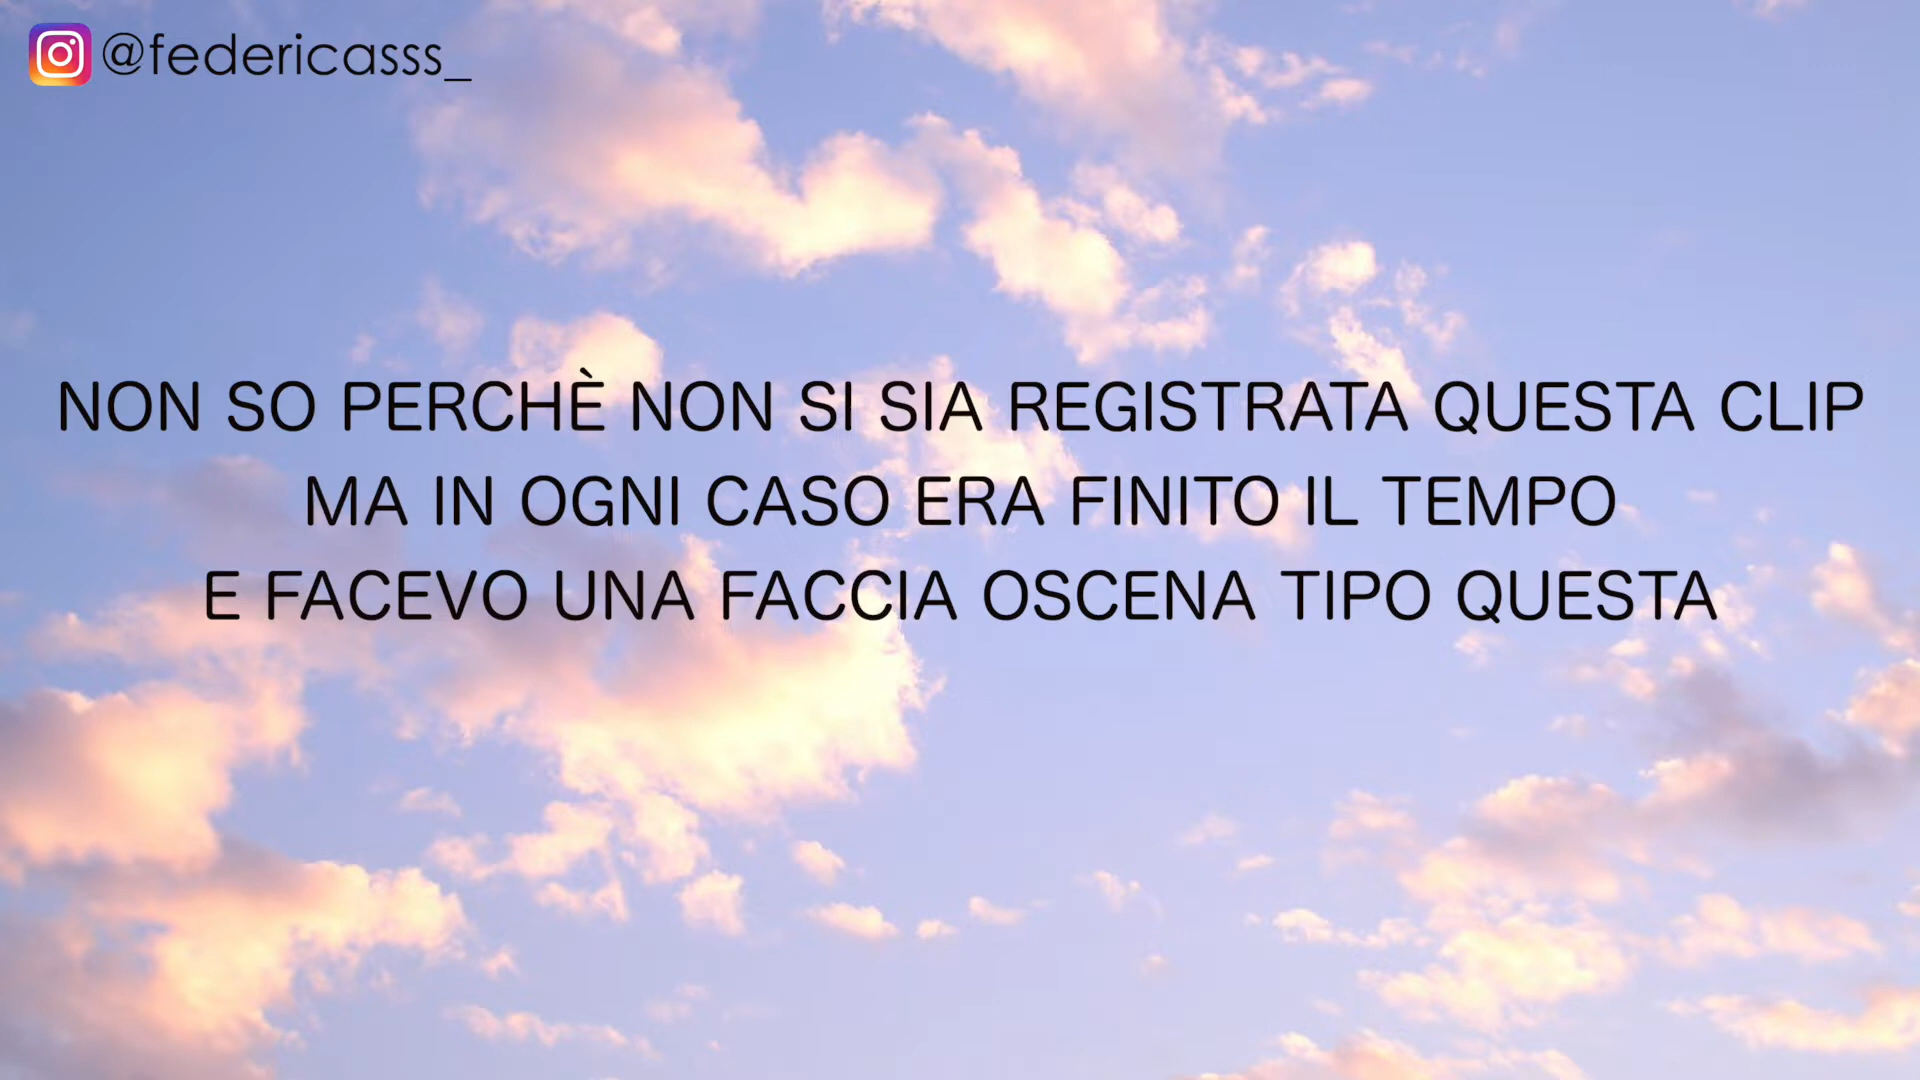 @federicasss_
NON SO PERCHÈ NON SI SIA REGISTRATA QUESTA CLIP
MA IN OGNI CASO ERA FINITO IL TEMPO
E FACEVO UNA FACCIA OSCENA TIPO QUESTA